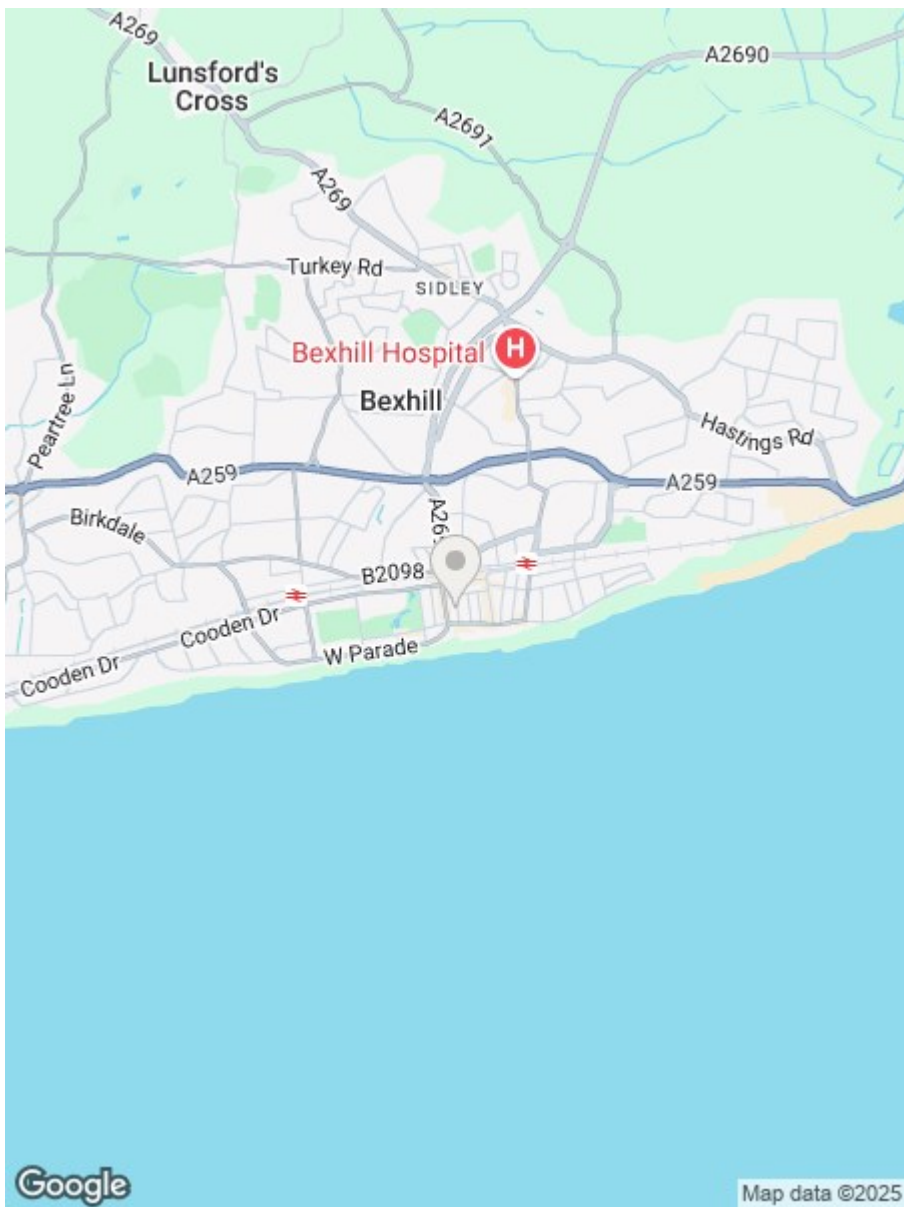 A269
A2690
Lunsford's
Cross
A2691
A269
Turkey Rd
SIDLEY
Bexhill Hospital
H
Bexhill
Peartree Ln
Hastings Rd
A259
A259
Birkdale
B2098
Cooden Dr
W Parade
Cooden Dr
Google
Map data ©2025